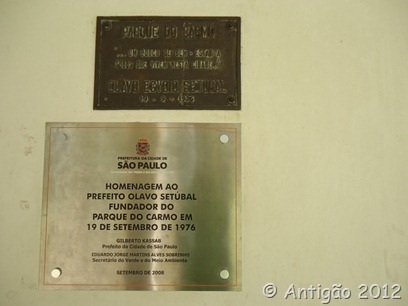 PARQUE DO CARMO
OLAVO EGYDIO SETUBAL
PREFEITURA DA CIDADE DE
SÃO PAULO
HOMENAGEM AO
PREFEITO OLAVO SETÚBAL
FUNDADOR DO
PARQUE DO CARMO EM
19 DE SETEMBRO DE 1976
GILBERTO KASSAB
Prefeito da Cidade de São Paulo
EDUARDO JORGE MARTINS ALVES SOBRINHO
Secretário do Verde e do Meio Ambiente
SETEMBRO DE 2008
© Antigão 2012